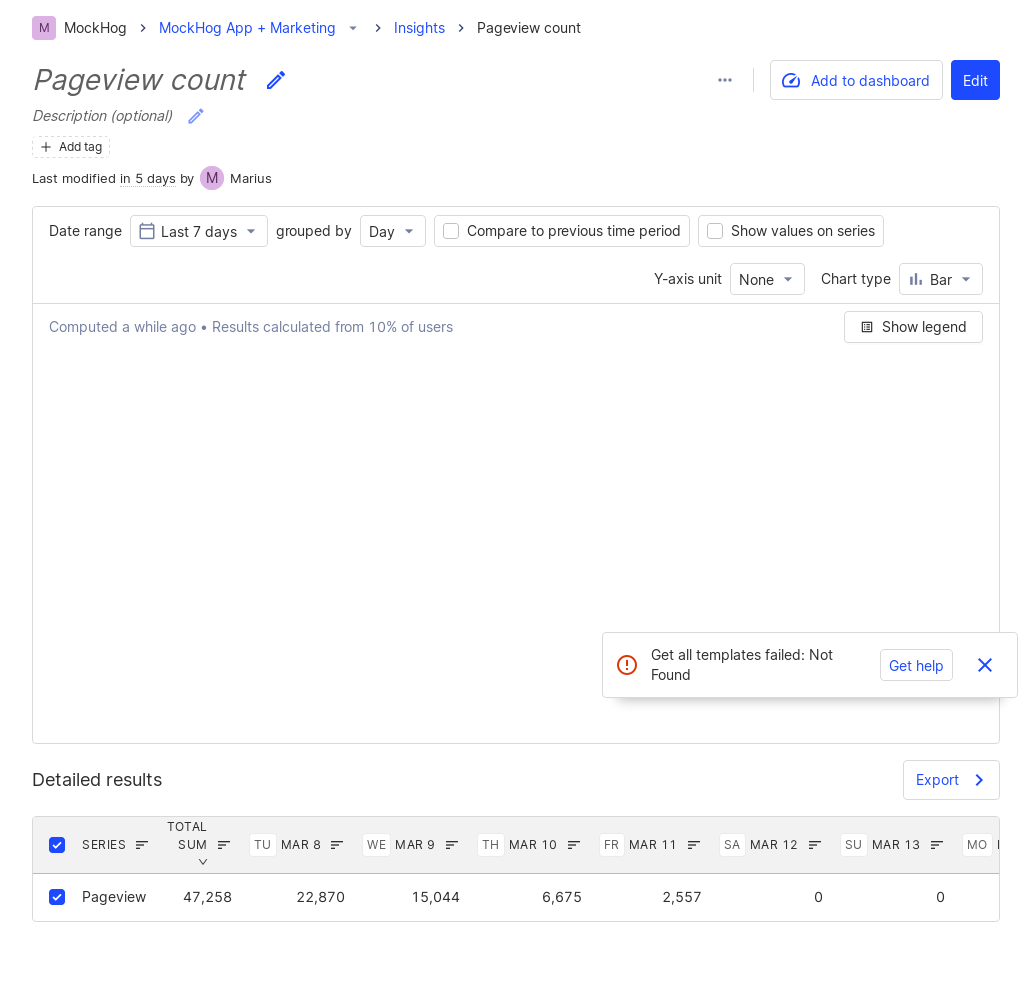 M MockHog MockHog App + Marketing Insights Pageview count
Pageview count
Add to dashboard Edit
Description (optional)
Add tag
Last modified in 5 days by M Marius
Date range Last 7 days grouped by Day Compare to previous time period Show values on series
Y-axis unit None Chart type Bar
Computed a while ago • Results calculated from 10% of users Show legend
Get all templates failed: Not
Found
Get help
Detailed results Export
SERIES TOTAL SUM TU MAR 8 WE MAR 9 TH MAR 10 FR MAR 11 SA MAR 12 SU MAR 13 MO
Pageview 47,258 22,870 15,044 6,675 2,557 0 0